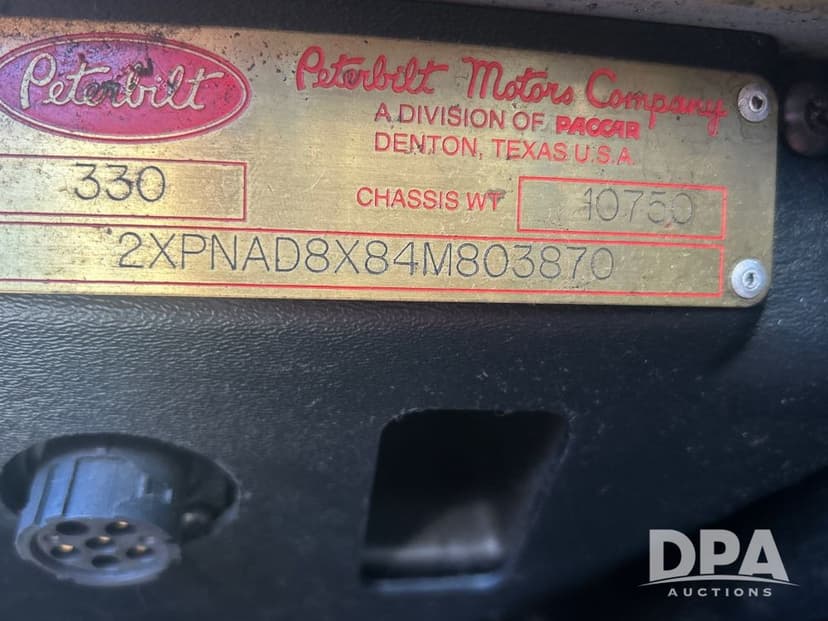 Peterbilt
Peterbilt Motors Company
A DIVISION OF PACCAR
DENTON, TEXAS U.S.A.
330
CHASSIS WT 10750
2XPNAD8X84M803870
DPA
AUCTIONS